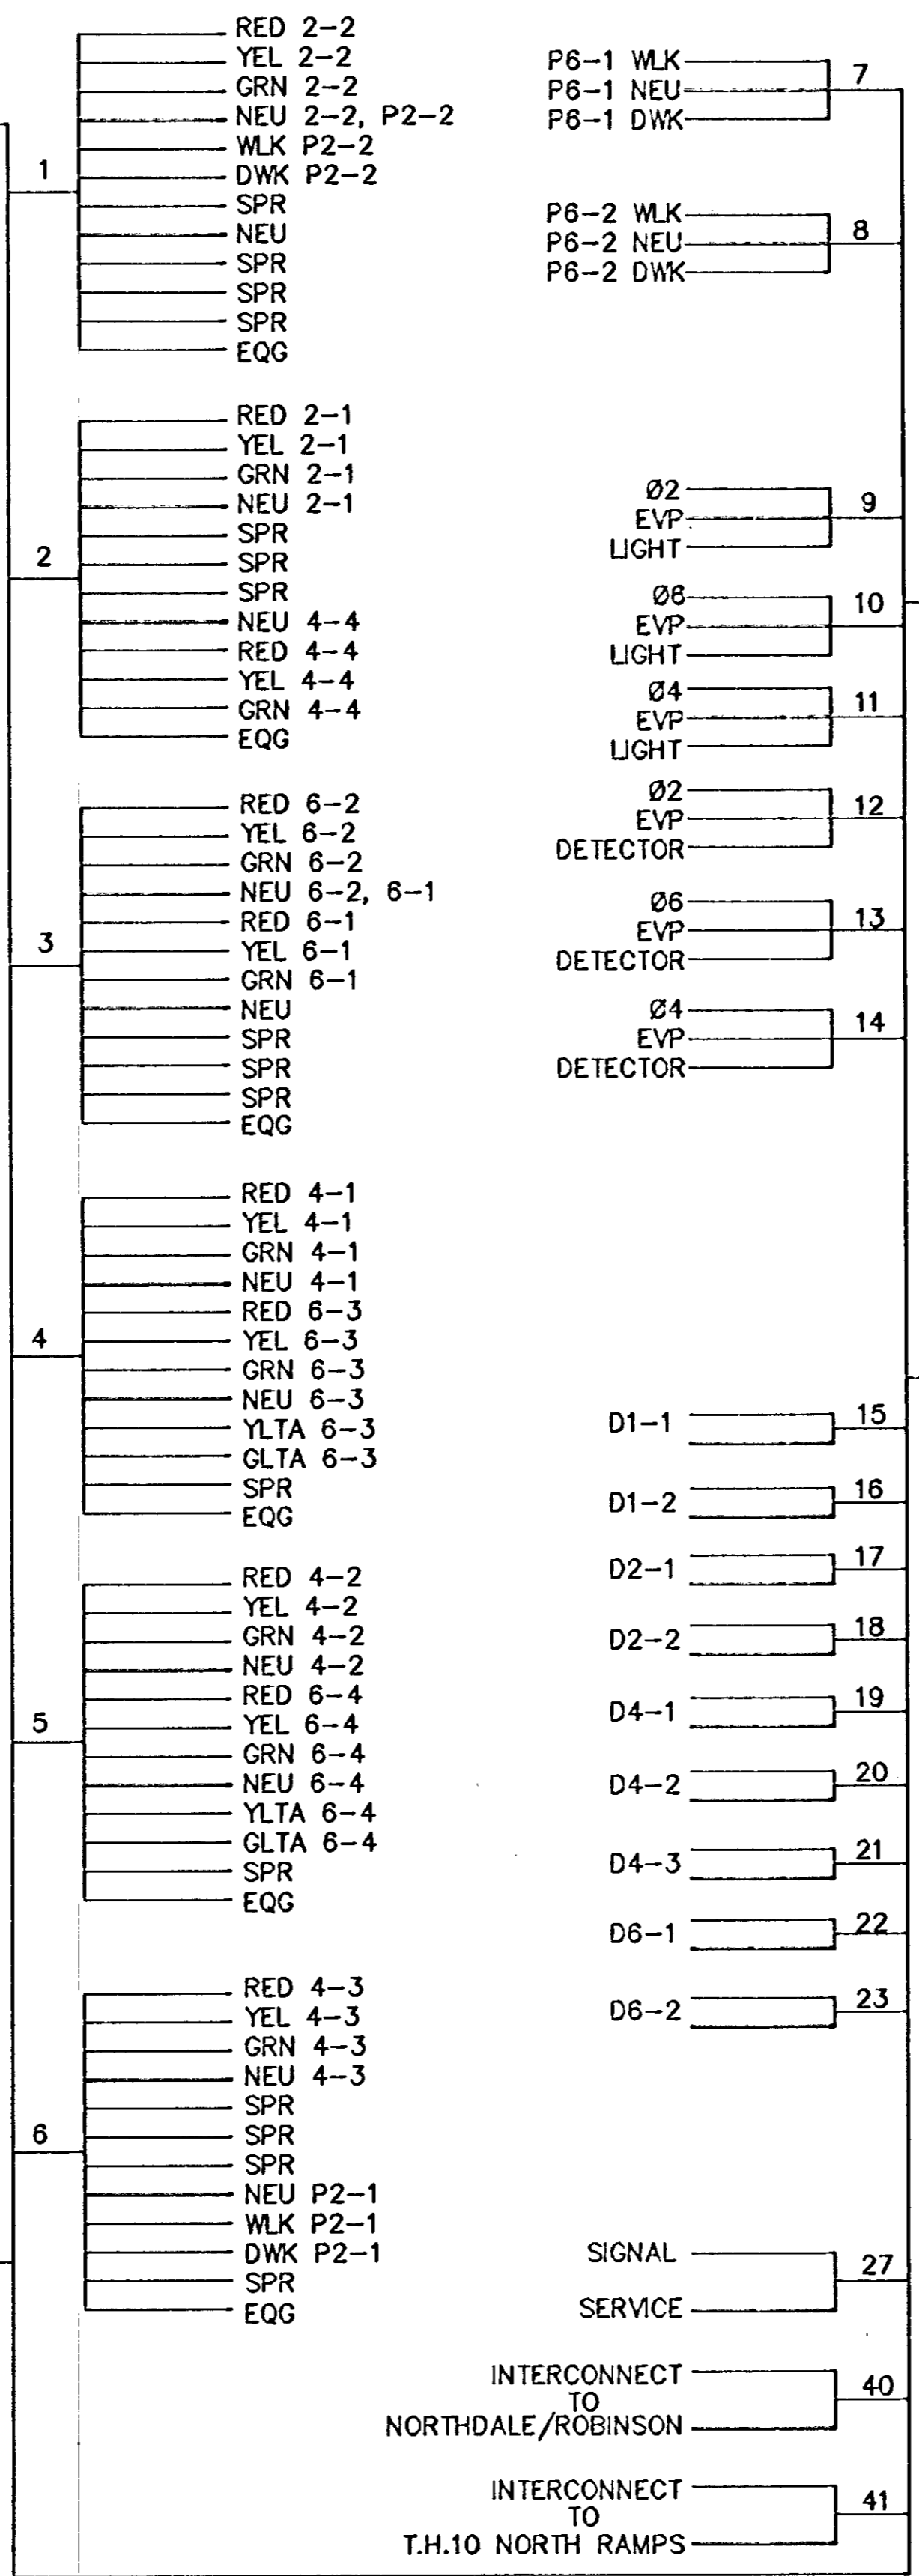 1
RED 2-2
YEL 2-2
GRN 2-2
NEU 2-2, P2-2
WLK P2-2
DWK P2-2
SPR
NEU
SPR
SPR
SPR
EQG
2
RED 2-1
YEL 2-1
GRN 2-1
NEU 2-1
SPR
SPR
SPR
NEU 4-4
RED 4-4
YEL 4-4
GRN 4-4
EQG
3
RED 6-2
YEL 6-2
GRN 6-2
NEU 6-2, 6-1
RED 6-1
YEL 6-1
GRN 6-1
NEU
SPR
SPR
SPR
EQG
4
RED 4-1
YEL 4-1
GRN 4-1
NEU 4-1
RED 6-3
YEL 6-3
GRN 6-3
NEU 6-3
YLTA 6-3
GLTA 6-3
SPR
EQG
5
RED 4-2
YEL 4-2
GRN 4-2
NEU 4-2
RED 6-4
YEL 6-4
GRN 6-4
NEU 6-4
YLTA 6-4
GLTA 6-4
SPR
EQG
6
RED 4-3
YEL 4-3
GRN 4-3
NEU 4-3
SPR
SPR
SPR
NEU P2-1
WLK P2-1
DWK P2-1
SPR
EQG
P6-1 WLK
P6-1 NEU
P6-1 DWK
7
P6-2 WLK
P6-2 NEU
P6-2 DWK
8
Ø2
EVP
LIGHT
9
Ø6
EVP
LIGHT
10
Ø4
EVP
LIGHT
11
Ø2
EVP
DETECTOR
12
Ø6
EVP
DETECTOR
13
Ø4
EVP
DETECTOR
14
D1-1 15
D1-2 16
D2-1 17
D2-2 18
D4-1 19
D4-2 20
D4-3 21
D6-1 22
D6-2 23
SIGNAL
SERVICE
27
INTERCONNECT
TO
NORTHDALE/ROBINSON
40
INTERCONNECT
TO
T.H.10 NORTH RAMPS
41